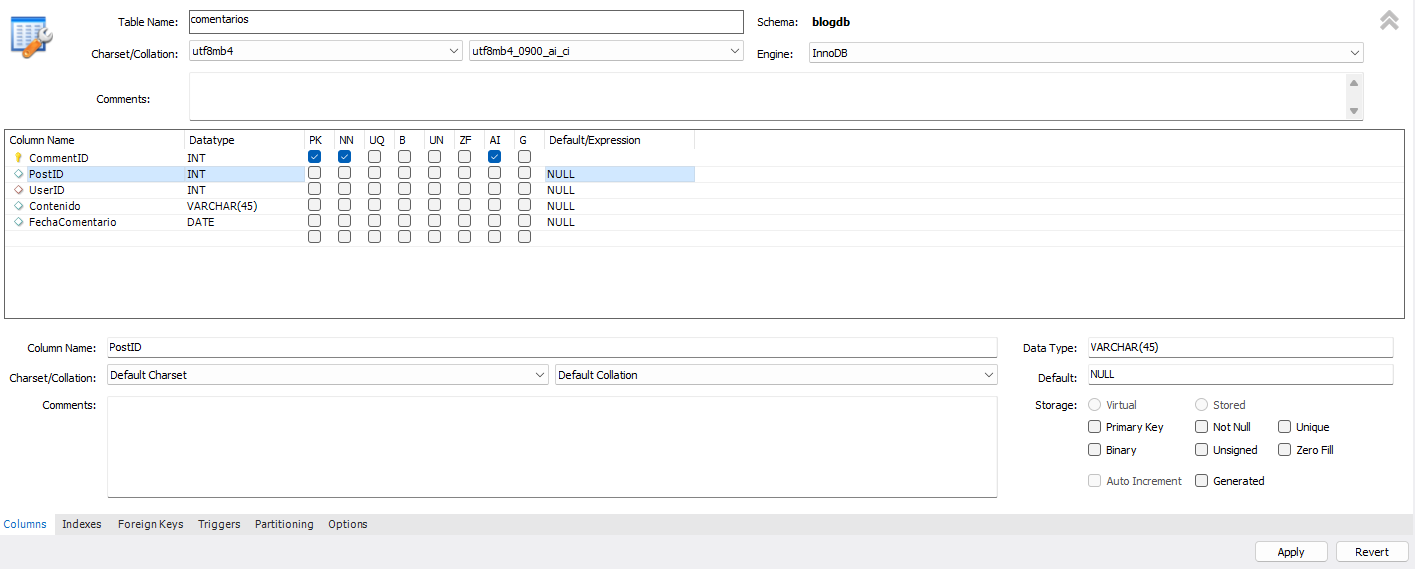 Table Name: comentarios Schema: blogdb
Charset/Collation: utf8mb4 utf8mb4_0900_ai_ci Engine: InnoDB
Comments:
Column Name Datatype PK NN UQ B UN ZF AI G Default/Expression
CommentID INT
PostID INT NULL
UserID INT NULL
Contenido VARCHAR(45) NULL
FechaComentario DATE NULL
Column Name: PostID Data Type: VARCHAR(45)
Charset/Collation: Default Charset Default Collation Default: NULL
Comments: Storage: Virtual Stored
Primary Key Not Null Unique
Binary Unsigned Zero Fill
Auto Increment Generated
Columns Indexes Foreign Keys Triggers Partitioning Options
Apply Revert